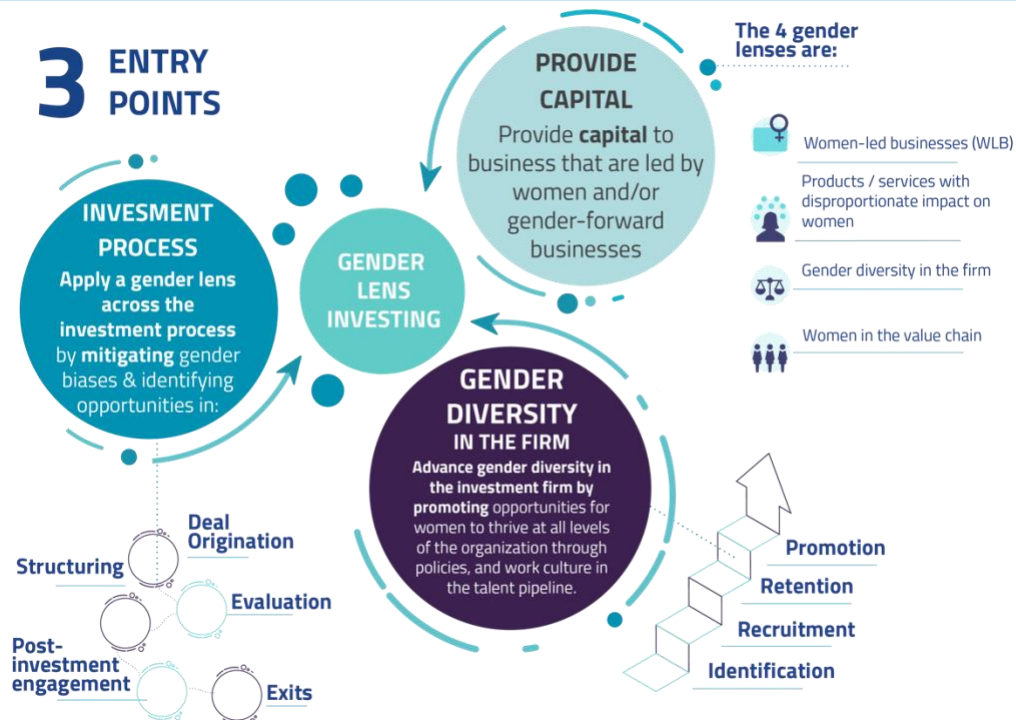 3 ENTRY
POINTS
INVESMENT
PROCESS
Apply a gender lens
across the
investment process
by mitigating gender
biases & identifying
opportunities in:
Deal
Origination
Structuring
Evaluation
Post-
investment
engagement
Exits
GENDER
LENS
INVESTING
PROVIDE
CAPITAL
Provide capital to
business that are led by
women and/or
gender-forward
businesses
The 4 gender
lenses are:
Women-led businesses (WLB)
Products / services with
disproportionate impact on
women
Gender diversity in the firm
Women in the value chain
GENDER
DIVERSITY
IN THE FIRM
Advance gender diversity in
the investment firm by
promoting opportunities for
women to thrive at all levels
of the organization through
policies, and work culture in
the talent pipeline.
Promotion
Retention
Recruitment
Identification